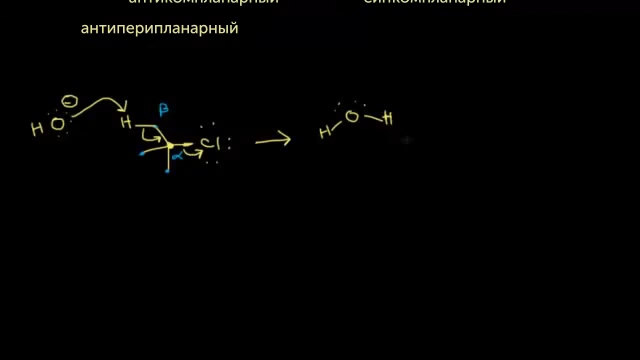 антикомпланарный синкомпланарный
антиперипланарный
β
H O H α Cl H O H